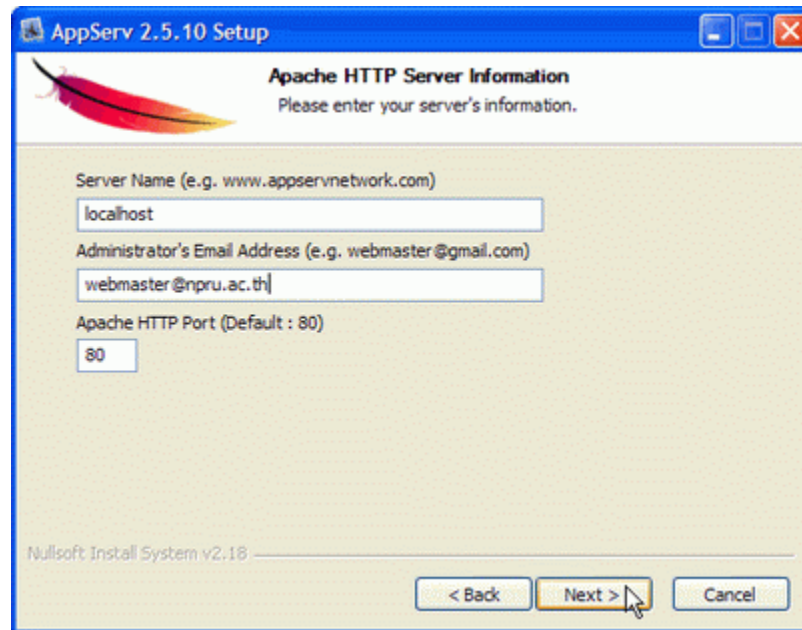 AppServ 2.5.10 Setup
Apache HTTP Server Information
Please enter your server's information.
Server Name (e.g. www.appservnetwork.com)
localhost
Administrator's Email Address (e.g. webmaster@gmail.com)
webmaster@npru.ac.th
Apache HTTP Port (Default : 80)
80
Nullsoft Install System v2.18
< Back Next > Cancel